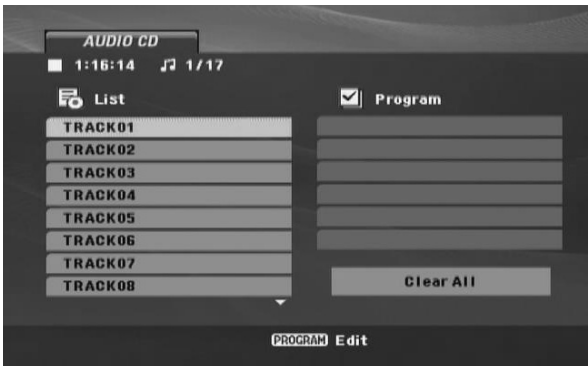 AUDIO CD
1:16:14 1/17
List
TRACK01
TRACK02
TRACK03
TRACK04
TRACK05
TRACK06
TRACK07
TRACK08
Program
Clear All
PROGRAM Edit